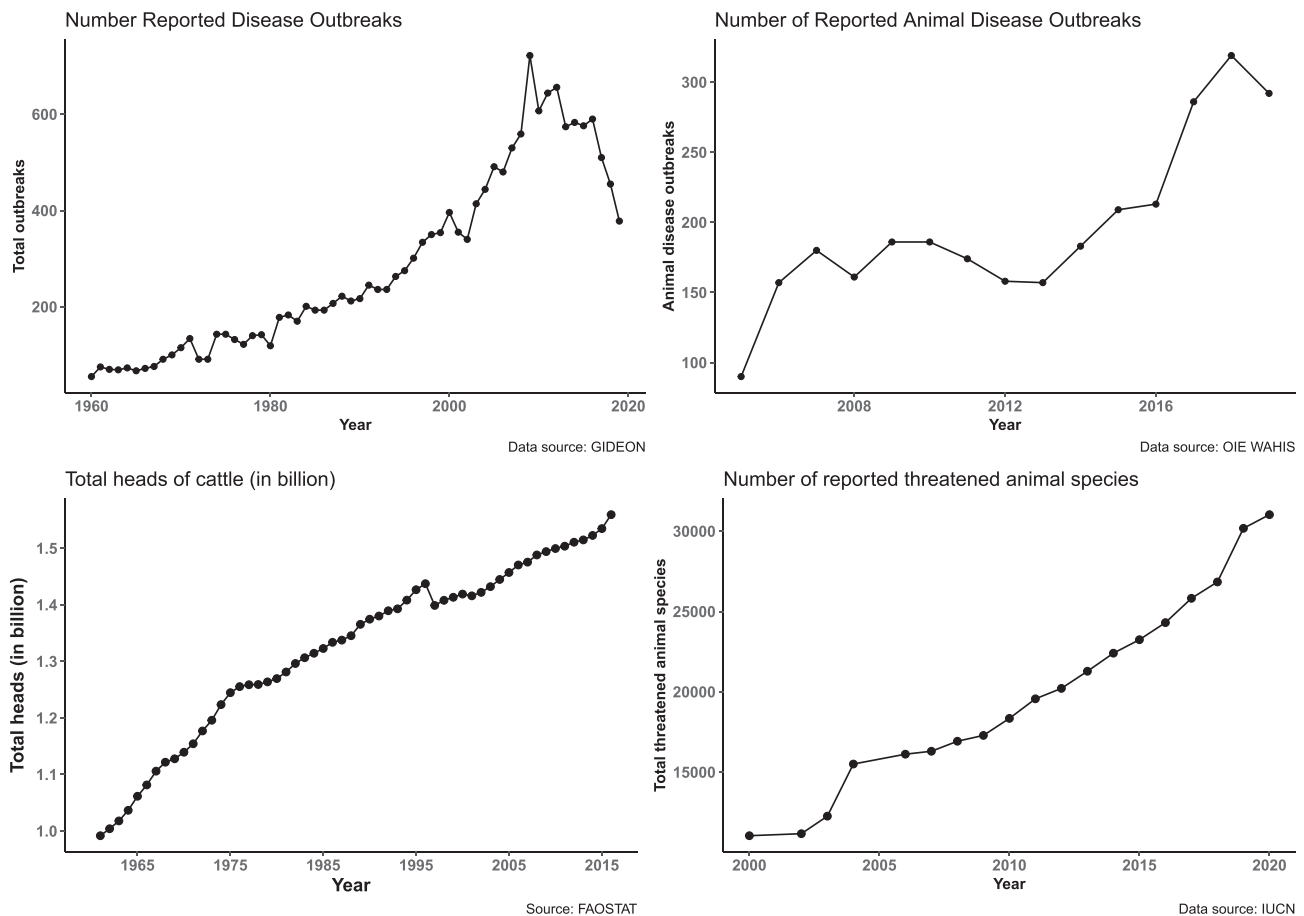 Number Reported Disease Outbreaks
Total outbreaks
600
400
200
1960
1980
2000
2020
Year
Data source: GIDEON
Number of Reported Animal Disease Outbreaks
Animal disease outbreaks
300
250
200
150
100
2008
2012
2016
Year
Data source: OIE WAHIS
Total heads of cattle (in billion)
Total heads (in billion)
1.5
1.4
1.3
1.2
1.1
1.0
1965
1975
1985
1995
2005
2015
Year
Source: FAOSTAT
Number of reported threatened animal species
Total threatened animal species
30000
25000
20000
15000
2000
2005
2010
2015
2020
Year
Data source: IUCN